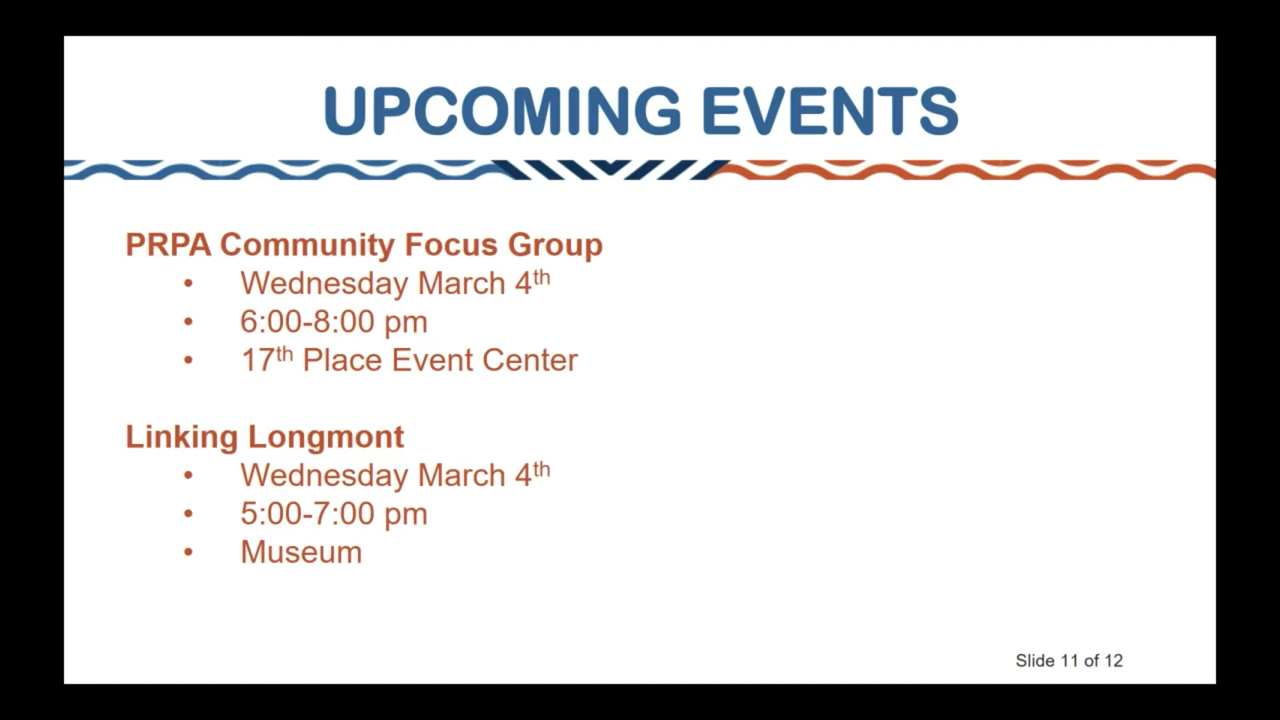 UPCOMING EVENTS
PRPA Community Focus Group
• Wednesday March 4th
• 6:00-8:00 pm
• 17th Place Event Center
Linking Longmont
• Wednesday March 4th
• 5:00-7:00 pm
• Museum
Slide 11 of 12